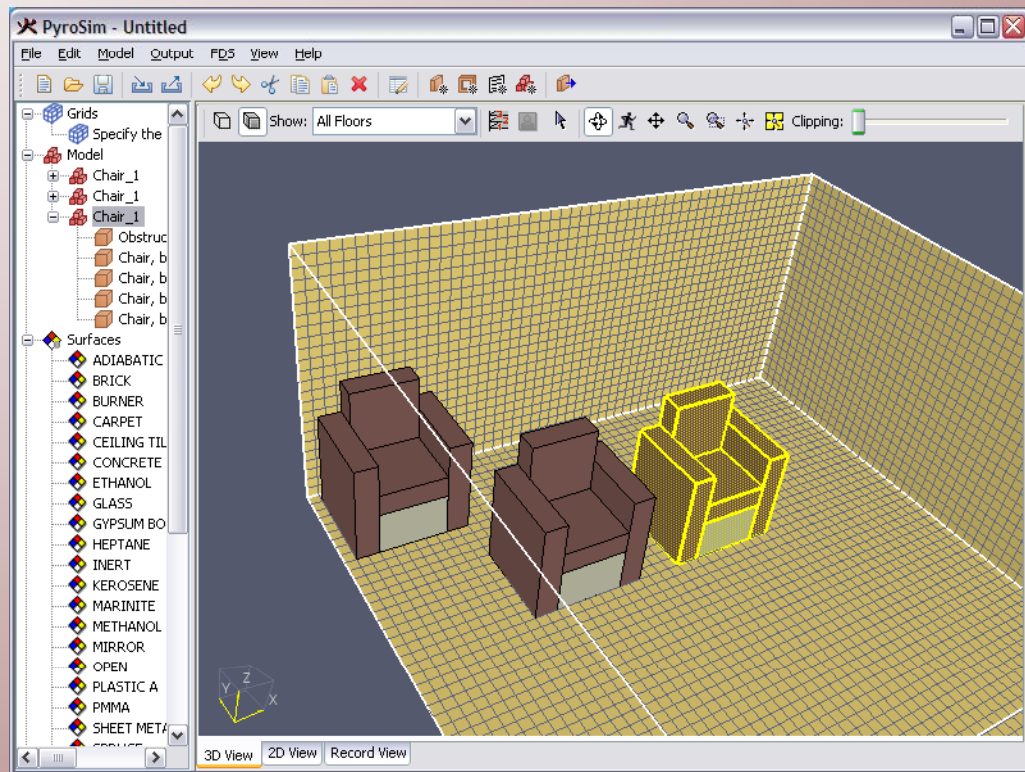 PyroSim - Untitled
File Edit Model Output FDS View Help
Show: All Floors Clipping:
Grids
Specify the
Model
Chair_1
Chair_1
Chair_1
Obstruc
Chair, b
Chair, b
Chair, b
Chair, b
Surfaces
ADIABATIC
BRICK
BURNER
CARPET
CEILING TIL
CONCRETE
ETHANOL
GLASS
GYPSUM BO
HEPTANE
INERT
KEROSENE
MARINITE
METHANOL
MIRROR
OPEN
PLASTIC A
PMMA
SHEET META
Z
Y
X
3D View 2D View Record View